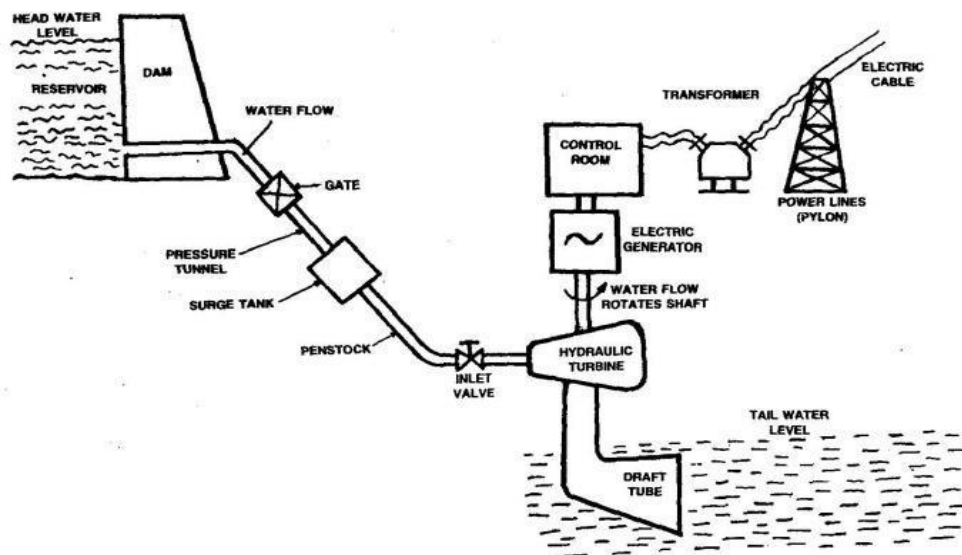 HEAD WATER
LEVEL
DAM
RESERVOIR
WATER FLOW
GATE
PRESSURE
TUNNEL
SURGE TANK
PENSTOCK
INLET
VALVE
HYDRAULIC
TURBINE
WATER FLOW
ROTATES SHAFT
ELECTRIC
GENERATOR
CONTROL
ROOM
TRANSFORMER
ELECTRIC
CABLE
POWER LINES
(PYLON)
TAIL WATER
LEVEL
DRAFT
TUBE